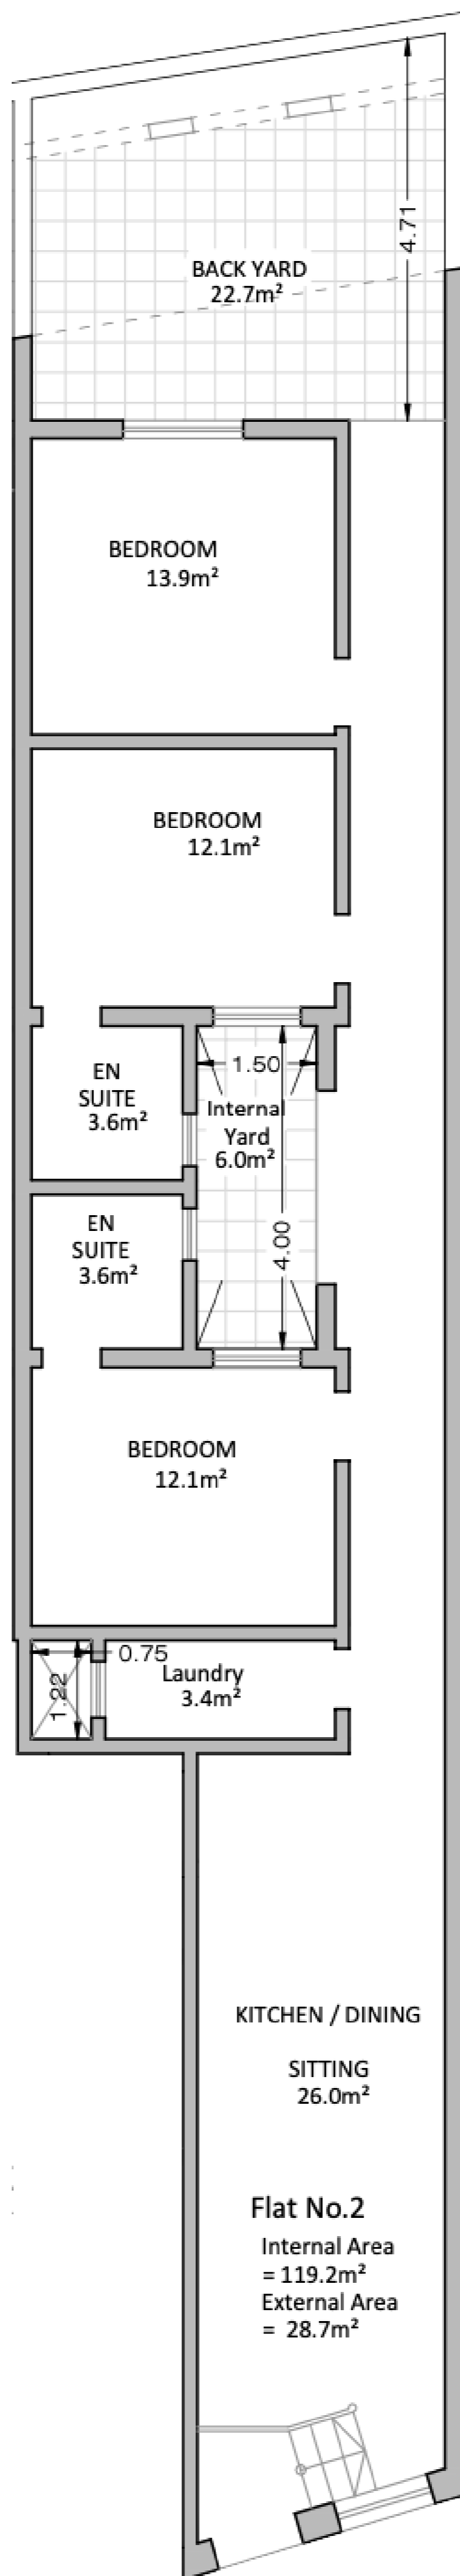 4.71
BACK YARD
22.7m²
BEDROOM
13.9m²
BEDROOM
12.1m²
EN
SUITE
3.6m²
1.50
Internal
Yard
6.0m²
4.00
EN
SUITE
3.6m²
BEDROOM
12.1m²
0.75
1.22
Laundry
3.4m²
KITCHEN / DINING
SITTING
26.0m²
Flat No.2
Internal Area
= 119.2m²
External Area
= 28.7m²